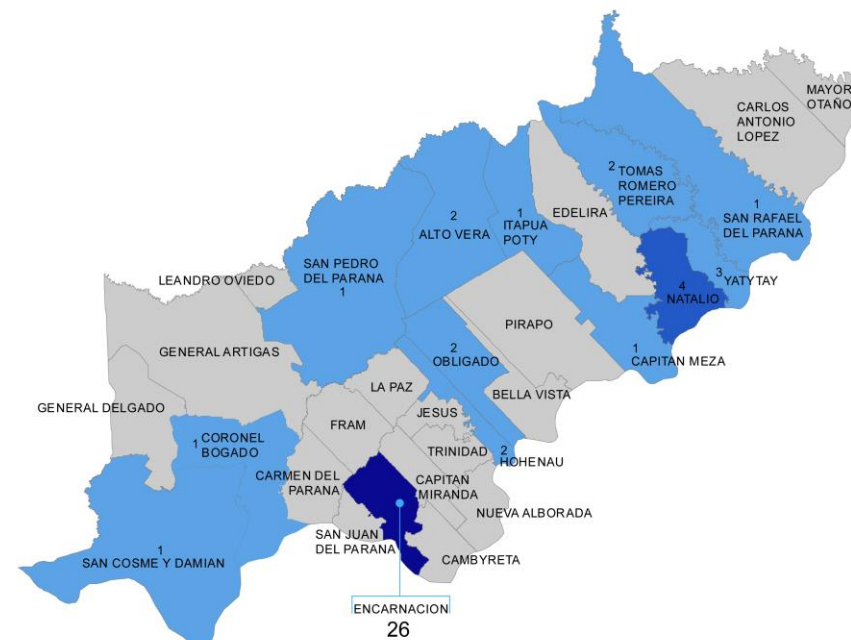 MAYOR
OTAÑO
CARLOS
ANTONIO
LOPEZ
2 TOMAS
ROMERO
PEREIRA
1
SAN RAFAEL
DEL PARANA
EDELIRA
1
ITAPUA
POTY
2
ALTO VERA
SAN PEDRO
DEL PARANA
1
LEANDRO OVIEDO
3
YATYTAY
4
NATALIO
PIRAPO
GENERAL ARTIGAS
2
OBLIGADO
1
CAPITAN MEZA
LA PAZ
BELLA VISTA
GENERAL DELGADO
JESUS
FRAM
1 CORONEL
BOGADO
TRINIDAD
2
HOHENAU
CARMEN DEL
PARANA
CAPITAN
MIRANDA
NUEVA ALBORADA
SAN JUAN
DEL PARANA
1
SAN COSME Y DAMIAN
CAMBYRETA
ENCARNACION
26